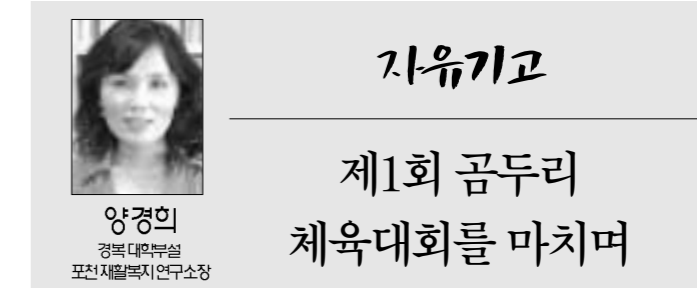 자유기고
제1회 곰두리
체육대회를 마치며
양경희
경복대학부설
포천재활복지연구소장